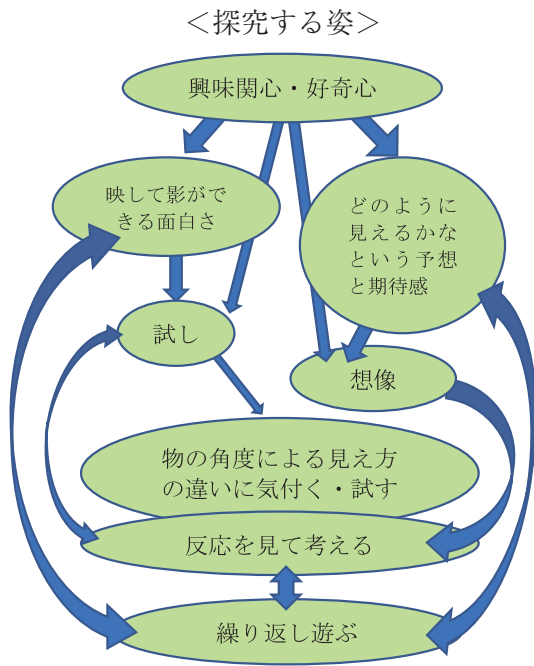 ＜探究する姿＞
興味関心・好奇心
映して影がで
きる面白さ
どのように
見えるかな
という予想
と期待感
試し
想像
物の角度による見え方
の違いに気付く・試す
反応を見て考える
繰り返し遊ぶ